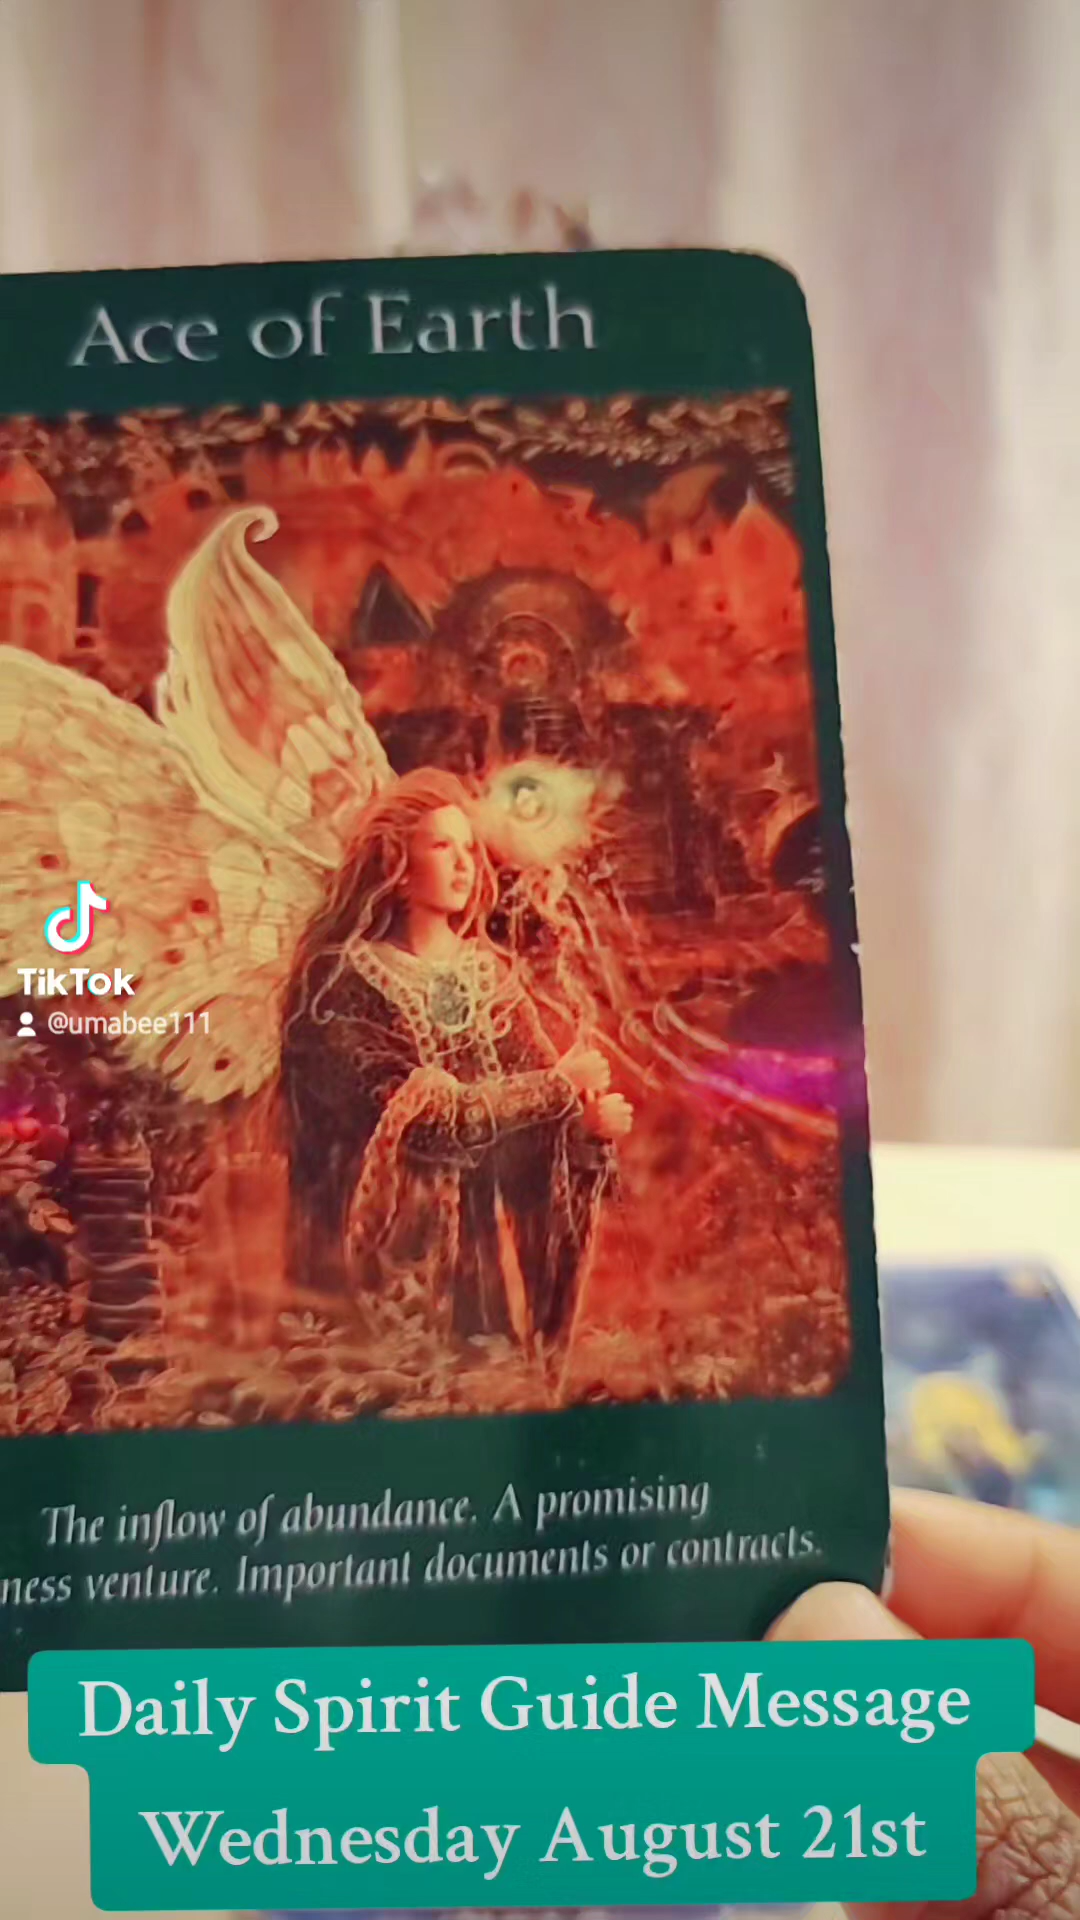 Ace of Earth
TikTok
@umabee111
The inflow of abundance. A promising
ness venture. Important documents or contracts.
Daily Spirit Guide Message
Wednesday August 21st